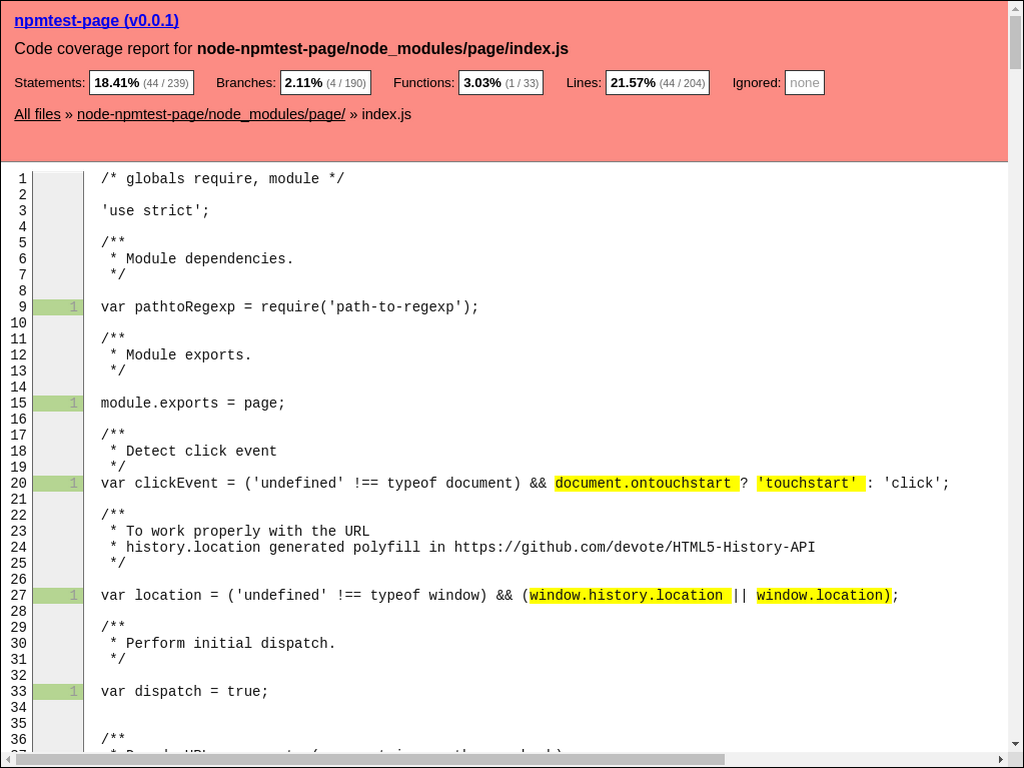 npmtest-page (v0.0.1)
Code coverage report for node-npmtest-page/node_modules/page/index.js
Statements: 18.41% (44 / 239) Branches: 2.11% (4 / 190) Functions: 3.03% (1 / 33) Lines: 21.57% (44 / 204) Ignored: none
All files » node-npmtest-page/node_modules/page/ » index.js
1 /* globals require, module */
2
3 'use strict';
4
5 /**
6 * Module dependencies.
7 */
8
9 1 var pathtoRegexp = require('path-to-regexp');
10
11 /**
12 * Module exports.
13 */
14
15 1 module.exports = page;
16
17 /**
18 * Detect click event
19 */
20 1 var clickEvent = ('undefined' !== typeof document) && document.ontouchstart ? 'touchstart' : 'click';
21
22 /**
23 * To work properly with the URL
24 * history.location generated polyfill in https://github.com/devote/HTML5-History-API
25 */
26
27 1 var location = ('undefined' !== typeof window) && (window.history.location || window.location);
28
29 /**
30 * Perform initial dispatch.
31 */
32
33 1 var dispatch = true;
34
35
36 /**